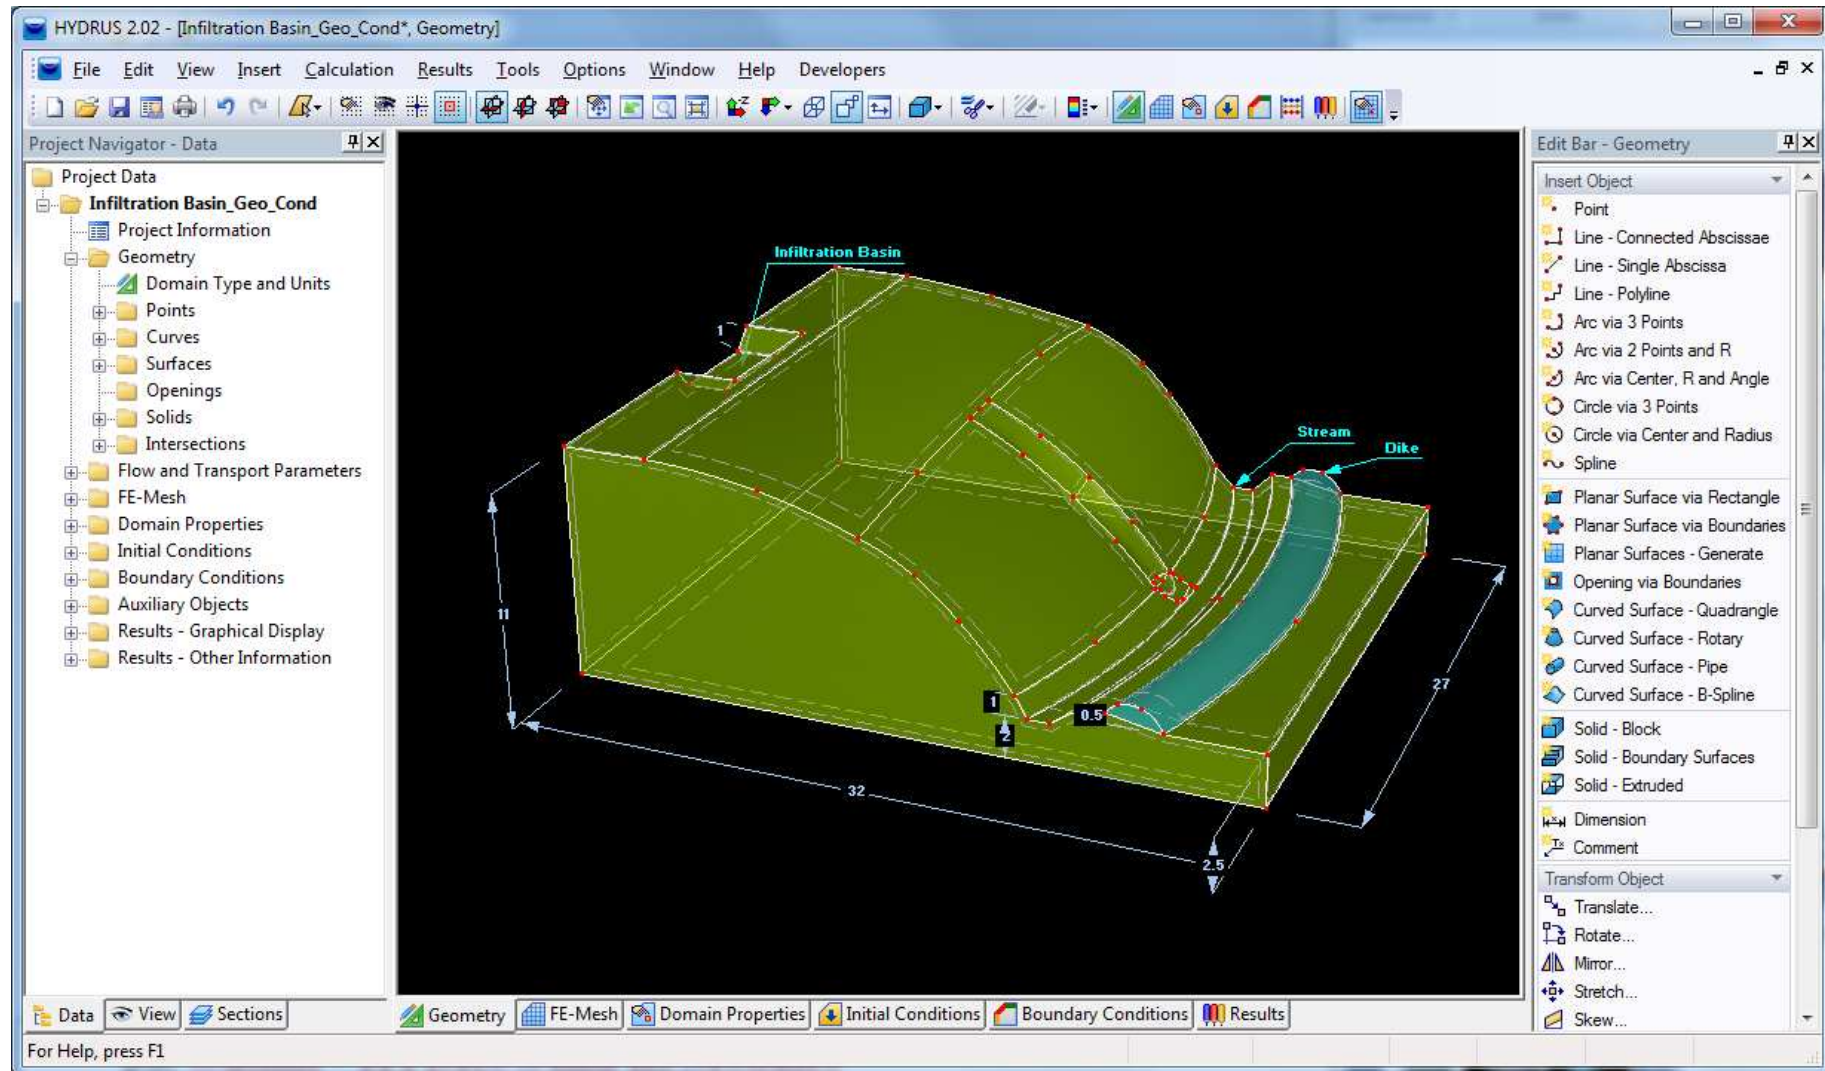 HYDRUS 2.02 - [Infiltration Basin_Geo_Cond*, Geometry]
File Edit View Insert Calculation Results Tools Options Window Help Developers
Project Navigator - Data
Project Data
Infiltration Basin_Geo_Cond
Project Information
Geometry
Domain Type and Units
Points
Curves
Surfaces
Openings
Solids
Intersections
Flow and Transport Parameters
FE-Mesh
Domain Properties
Initial Conditions
Boundary Conditions
Auxiliary Objects
Results - Graphical Display
Results - Other Information
Data View Sections
Infiltration Basin
1
Stream
Dike
11
27
1
0.5
2
32
2.5
Geometry FE-Mesh Domain Properties Initial Conditions Boundary Conditions Results
Edit Bar - Geometry
Insert Object
Point
Line - Connected Abscissae
Line - Single Abscissa
Line - Polyline
Arc via 3 Points
Arc via 2 Points and R
Arc via Center, R and Angle
Circle via 3 Points
Circle via Center and Radius
Spline
Planar Surface via Rectangle
Planar Surface via Boundaries
Planar Surfaces - Generate
Opening via Boundaries
Curved Surface - Quadrangle
Curved Surface - Rotary
Curved Surface - Pipe
Curved Surface - B-Spline
Solid - Block
Solid - Boundary Surfaces
Solid - Extruded
Dimension
Comment
Transform Object
Translate...
Rotate...
Mirror...
Stretch...
Skew...
For Help, press F1